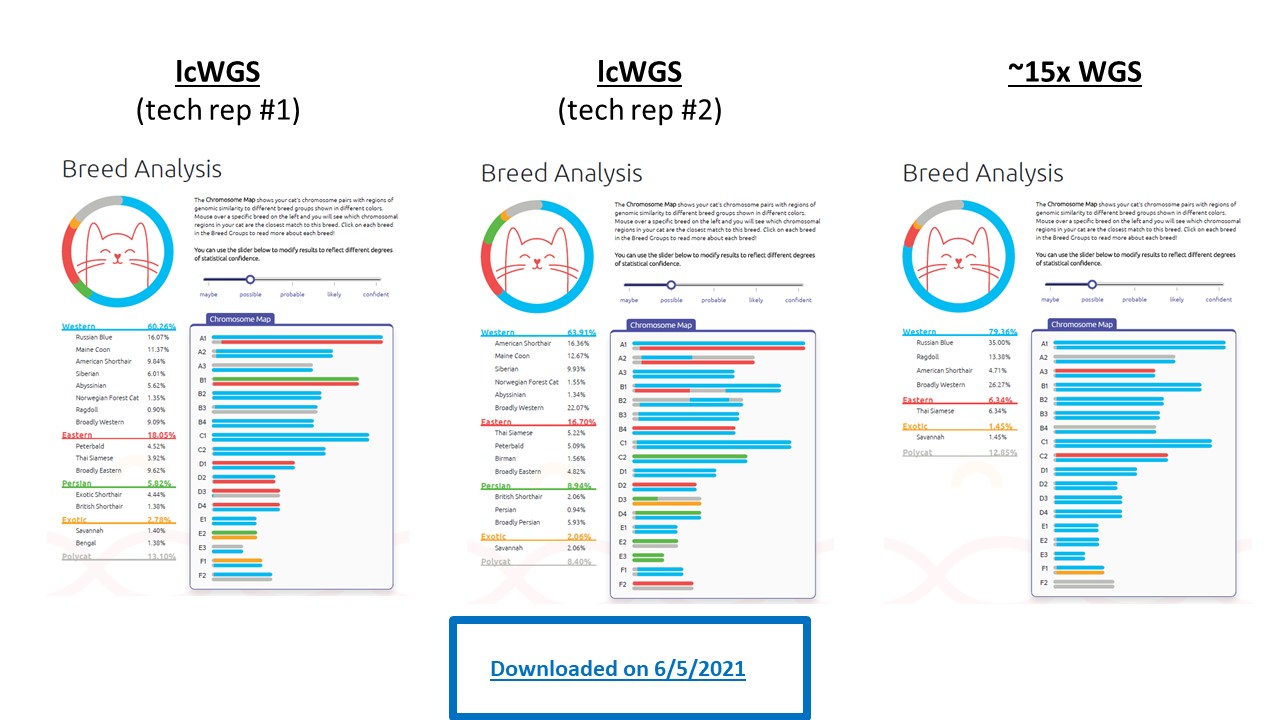 lcWGS
(tech rep #1)
Breed Analysis
The Chromosome Map shows your cat's chromosome pairs with regions of
genomic similarity to different breed groups shown in different colors.
Mouse over a specific breed on the left and you will see which chromosomal
regions in your cat are the closest match to this breed. Click on each breed
in the Breed Groups to read more about each breed!
You can use the slider below to modify results to reflect different degrees
of statistical confidence.
maybe possible probable likely confident
Western 60.26%
Russian Blue 16.07%
Maine Coon 11.37%
American Shorthair 9.84%
Siberian 6.01%
Abyssinian 5.62%
Norwegian Forest Cat 1.35%
Ragdoll 0.90%
Broadly Western 9.09%
Eastern 18.05%
Peterbald 4.52%
Thai Siamese 3.92%
Broadly Eastern 9.62%
Persian 5.82%
Exotic Shorthair 4.44%
British Shorthair 1.38%
Exotic 2.78%
Savannah 1.40%
Bengal 1.38%
Polycat 13.10%
Chromosome Map
A1
A2
A3
B1
B2
B3
B4
C1
C2
D1
D2
D3
D4
E1
E2
E3
F1
F2
lcWGS
(tech rep #2)
Breed Analysis
The Chromosome Map shows your cat's chromosome pairs with regions of
genomic similarity to different breed groups shown in different colors.
Mouse over a specific breed on the left and you will see which chromosomal
regions in your cat are the closest match to this breed. Click on each breed
in the Breed Groups to read more about each breed!
You can use the slider below to modify results to reflect different degrees
of statistical confidence.
maybe possible probable likely confident
Western 63.91%
American Shorthair 16.36%
Maine Coon 12.67%
Siberian 9.93%
Norwegian Forest Cat 1.55%
Abyssinian 1.34%
Broadly Western 22.07%
Eastern 16.70%
Thai Siamese 5.22%
Peterbald 5.09%
Birman 1.56%
Broadly Eastern 4.82%
Persian 8.94%
British Shorthair 2.06%
Persian 0.94%
Broadly Persian 5.93%
Exotic 2.06%
Savannah 2.06%
Polycat 8.40%
Chromosome Map
A1
A2
A3
B1
B2
B3
B4
C1
C2
D1
D2
D3
D4
E1
E2
E3
F1
F2
~15x WGS
Breed Analysis
The Chromosome Map shows your cat's chromosome pairs with regions of
genomic similarity to different breed groups shown in different colors.
Mouse over a specific breed on the left and you will see which chromosomal
regions in your cat are the closest match to this breed. Click on each breed
in the Breed Groups to read more about each breed!
You can use the slider below to modify results to reflect different degrees
of statistical confidence.
maybe possible probable likely confident
Western 79.36%
Russian Blue 35.00%
Ragdoll 13.38%
American Shorthair 4.71%
Broadly Western 26.27%
Eastern 6.34%
Thai Siamese 6.34%
Exotic 1.45%
Savannah 1.45%
Polycat 12.85%
Chromosome Map
A1
A2
A3
B1
B2
B3
B4
C1
C2
D1
D2
D3
D4
E1
E2
E3
F1
F2
Downloaded on 6/5/2021